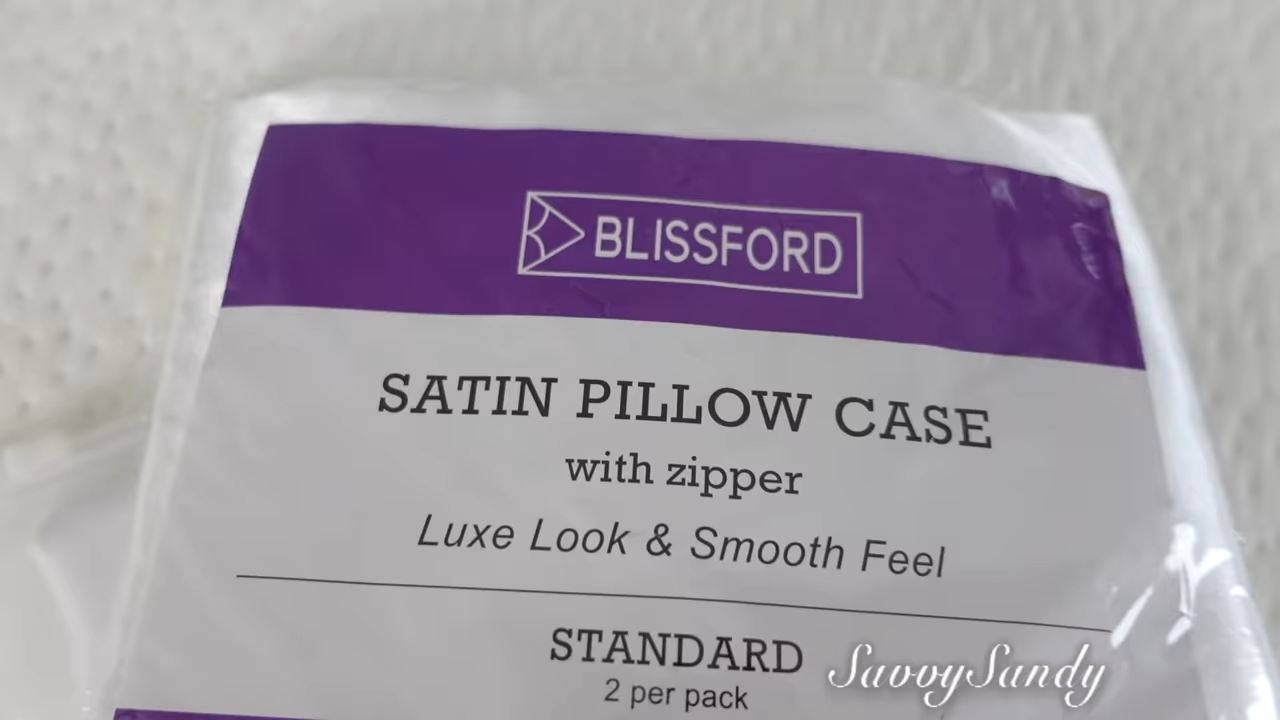 BLISSFORD
SATIN PILLOW CASE
with zipper
Luxe Look & Smooth Feel
STANDARD
2 per pack
SavvySandy